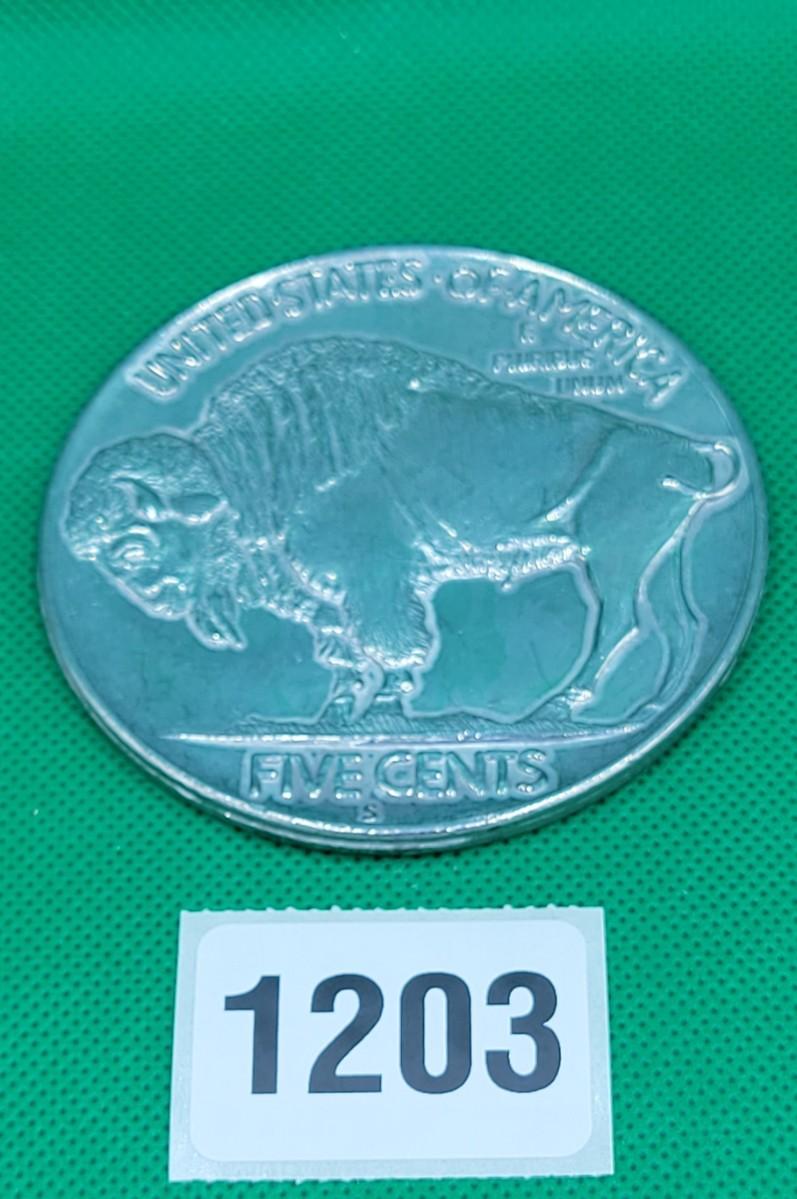 UNITED·STATES·OF·AMERICA
E
PLURIBUS
UNUM
FIVE CENTS
S
1203